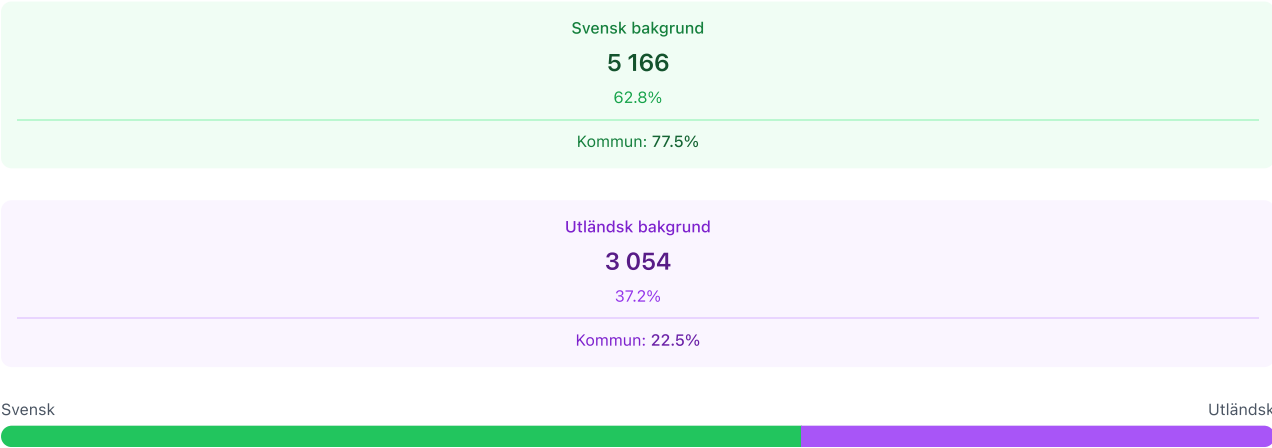 Svensk bakgrund
5 166
62.8%
Kommun: 77.5%
Utländsk bakgrund
3 054
37.2%
Kommun: 22.5%
Svensk
Utländsk